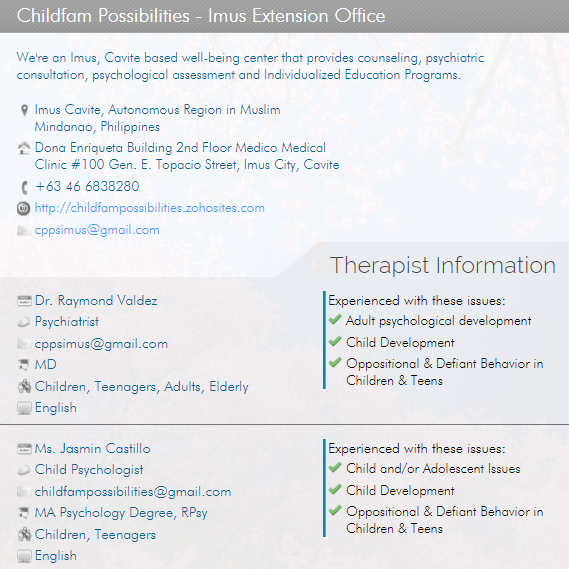 Childfam Possibilities - Imus Extension Office
We're an Imus, Cavite based well-being center that provides counseling, psychiatric
consultation, psychological assessment and Individualized Education Programs.
Imus Cavite, Autonomous Region in Muslim
Mindanao, Philippines
Dona Enriqueta Building 2nd Floor Medico Medical
Clinic #100 Gen. E. Topacio Street, Imus City, Cavite
+63 46 6838280
http://childfampossibilities.zohosites.com
cppsimus@gmail.com
Therapist Information
Dr. Raymond Valdez
Psychiatrist
cppsimus@gmail.com
MD
Children, Teenagers, Adults, Elderly
English
Experienced with these issues:
Adult psychological development
Child Development
Oppositional & Defiant Behavior in
Children & Teens
Ms. Jasmin Castillo
Child Psychologist
childfampossibilities@gmail.com
MA Psychology Degree, RPsy
Children, Teenagers
English
Experienced with these issues:
Child and/or Adolescent Issues
Child Development
Oppositional & Defiant Behavior in
Children & Teens